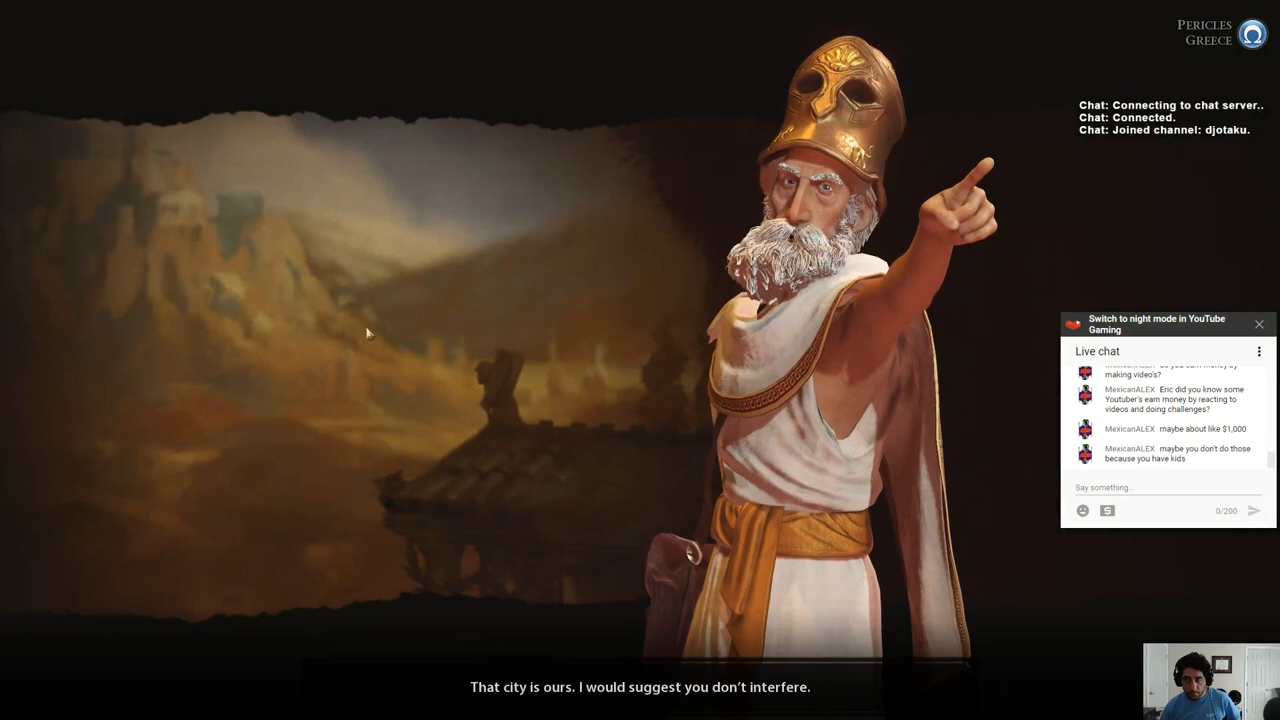 PERICLES
GREECE
Chat: Connecting to chat server..
Chat: Connected.
Chat: Joined channel: djotaku.
Switch to night mode in YouTube
Gaming
Live chat
making video's?
MexicanALEX Eric did you know some
Youtuber's earn money by reacting to
videos and doing challenges?
MexicanALEX maybe about like $1,000
MexicanALEX maybe you don't do those
because you have kids
Say something...
0/200
That city is ours. I would suggest you don't interfere.